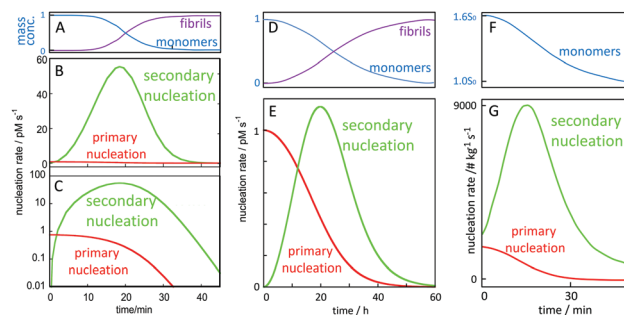 mass conc.
1
0
A
fibrils
monomers
nucleation rate / pM s⁻¹
B
60
40
20
0
secondary
nucleation
primary
nucleation
C
100
10
1
0.1
0.01
secondary
nucleation
primary
nucleation
0
10
20
30
40
time/min
D
1
0
fibrils
monomers
nucleation rate / pM s⁻¹
E
1
0
secondary
nucleation
primary
nucleation
0
20
40
60
time / h
F
1.6S₀
1.0S₀
monomers
nucleation rate /# kg⁻¹ s⁻¹
G
9000
0
secondary
nucleation
primary
nucleation
0
30
time / min